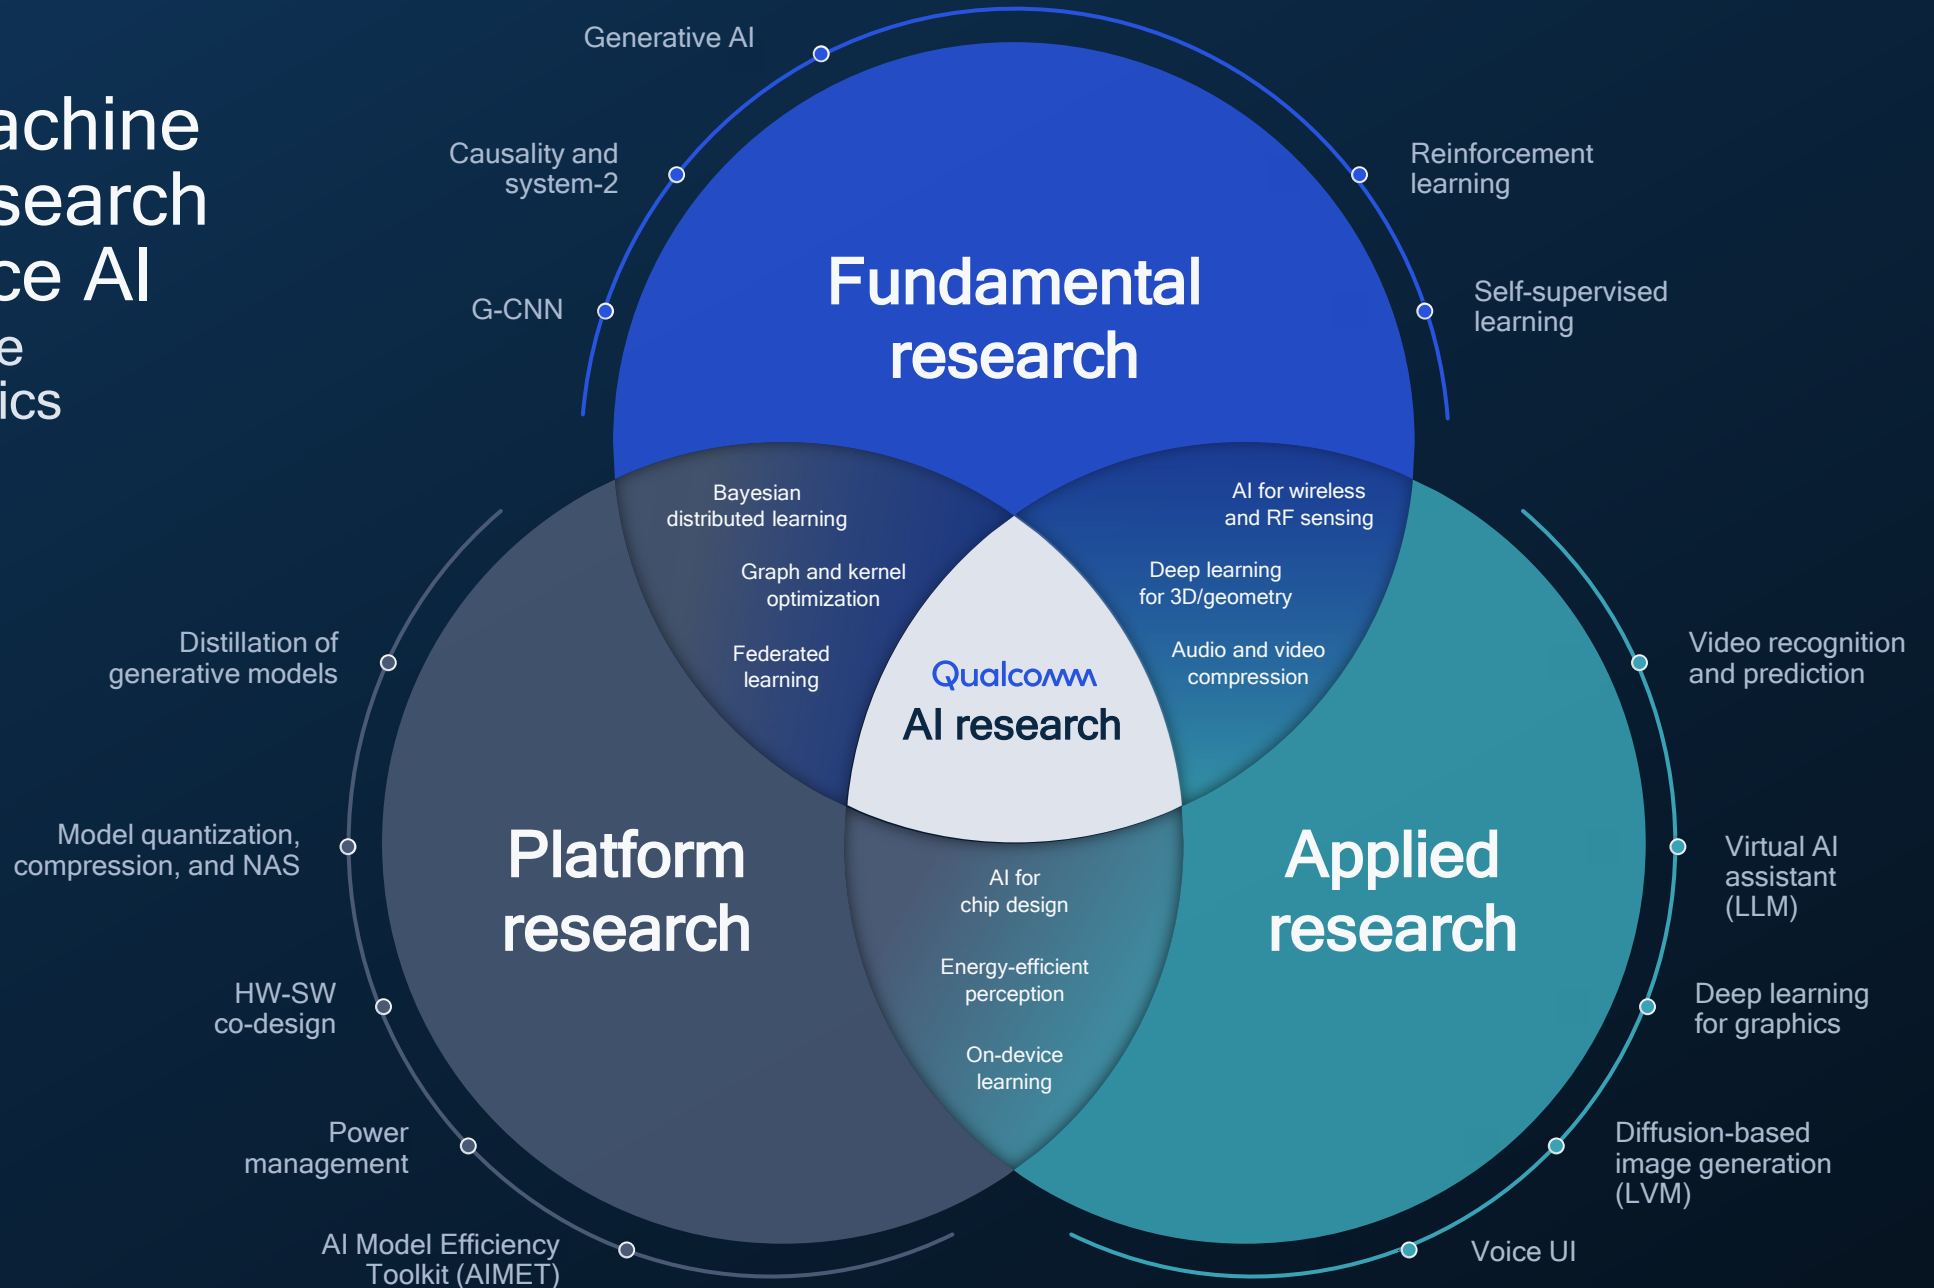 achine
search
ce AI
e
ics
Generative AI
Causality and
system-2
G-CNN
Reinforcement
learning
Self-supervised
learning
Fundamental
research
Bayesian
distributed learning
Graph and kernel
optimization
Federated
learning
AI for wireless
and RF sensing
Deep learning
for 3D/geometry
Audio and video
compression
Qualcomm
AI research
Distillation of
generative models
Model quantization,
compression, and NAS
HW-SW
co-design
Power
management
AI Model Efficiency
Toolkit (AIMET)
Platform
research
AI for
chip design
Energy-efficient
perception
On-device
learning
Applied
research
Video recognition
and prediction
Virtual AI
assistant
(LLM)
Deep learning
for graphics
Diffusion-based
image generation
(LVM)
Voice UI